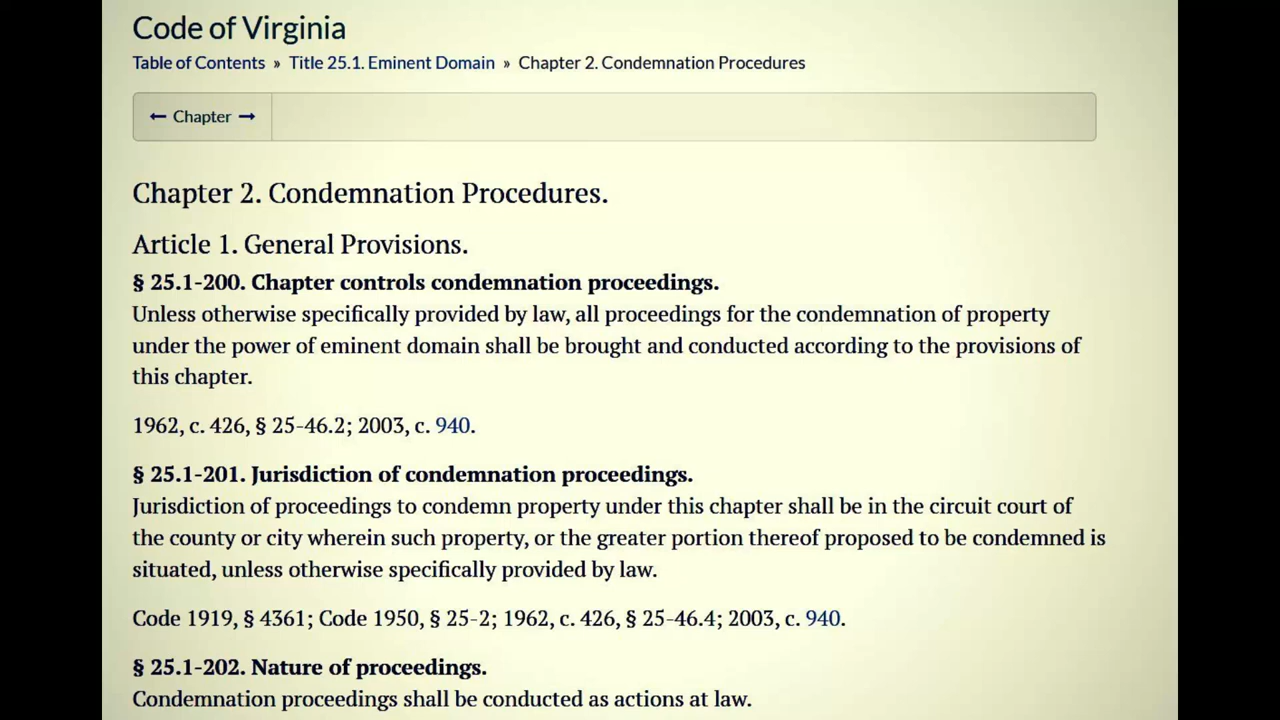 Code of Virginia
Table of Contents » Title 25.1. Eminent Domain » Chapter 2. Condemnation Procedures
← Chapter →
Chapter 2. Condemnation Procedures.
Article 1. General Provisions.
§ 25.1-200. Chapter controls condemnation proceedings.
Unless otherwise specifically provided by law, all proceedings for the condemnation of property
under the power of eminent domain shall be brought and conducted according to the provisions of
this chapter.
1962, c. 426, § 25-46.2; 2003, c. 940.
§ 25.1-201. Jurisdiction of condemnation proceedings.
Jurisdiction of proceedings to condemn property under this chapter shall be in the circuit court of
the county or city wherein such property, or the greater portion thereof proposed to be condemned is
situated, unless otherwise specifically provided by law.
Code 1919, § 4361; Code 1950, § 25-2; 1962, c. 426, § 25-46.4; 2003, c. 940.
§ 25.1-202. Nature of proceedings.
Condemnation proceedings shall be conducted as actions at law.